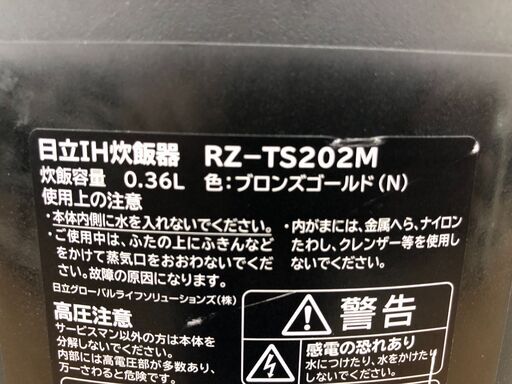 日立IH炊飯器 RZ-TS202M
炊飯容量 0.36L 色:ブロンズゴールド(N)
使用上の注意
・本体内側に水を入れないでください。
・ご使用中は、ふたの上にふきんなど
をかけて蒸気口をおおわないでくだ
さい。故障の原因になります。
・内がまには、金属へら、ナイロン
たわし、クレンザー等を使用し
ないでください。
日立グローバルライフソリューションズ(株)
高圧注意
サービスマン以外の方は本体を
分解しないでください。
内部には高電圧部が多数あり、
万一さわると危険です。
警告
感電の恐れあり
水につけたり、水をかけたり
しないでください。